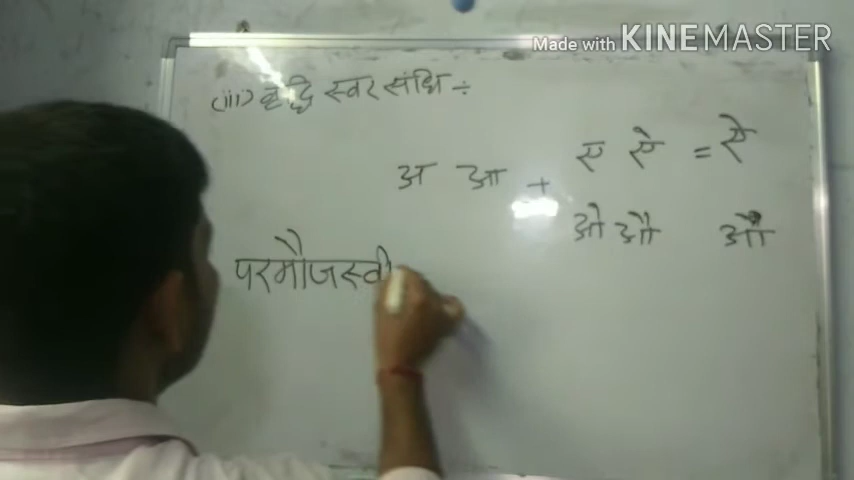 Made with KINEMASTER
(iii) वृद्धि स्वर संधि ÷
अ आ + ए ऐ = ऐ
ओ औ औ
परमौजस्वी